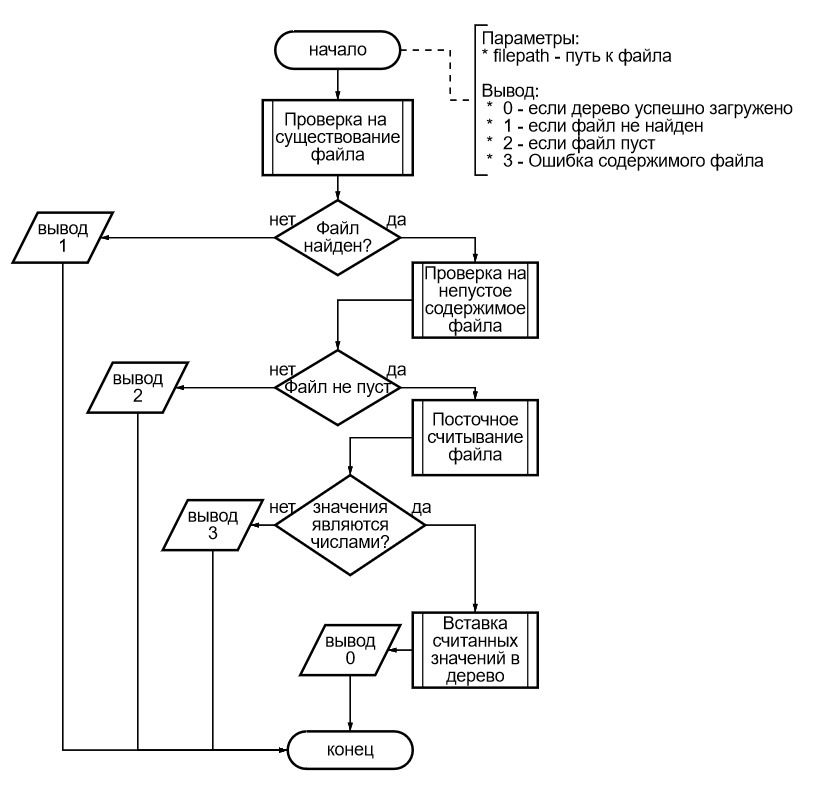 начало
Параметры:
* filepath - путь к файла
Вывод:
* 0 - если дерево успешно загружено
* 1 - если файл не найден
* 2 - если файл пуст
* 3 - Ошибка содержимого файла
Проверка на
существование
файла
нет
да
Файл
найден?
вывод
1
Проверка на
непустое
содержимое
файла
нет
да
Файл не пуст
вывод
2
Посточное
считывание
файла
нет
да
значения
являются
числами?
вывод
3
Вставка
считанных
значений в
дерево
вывод
0
конец